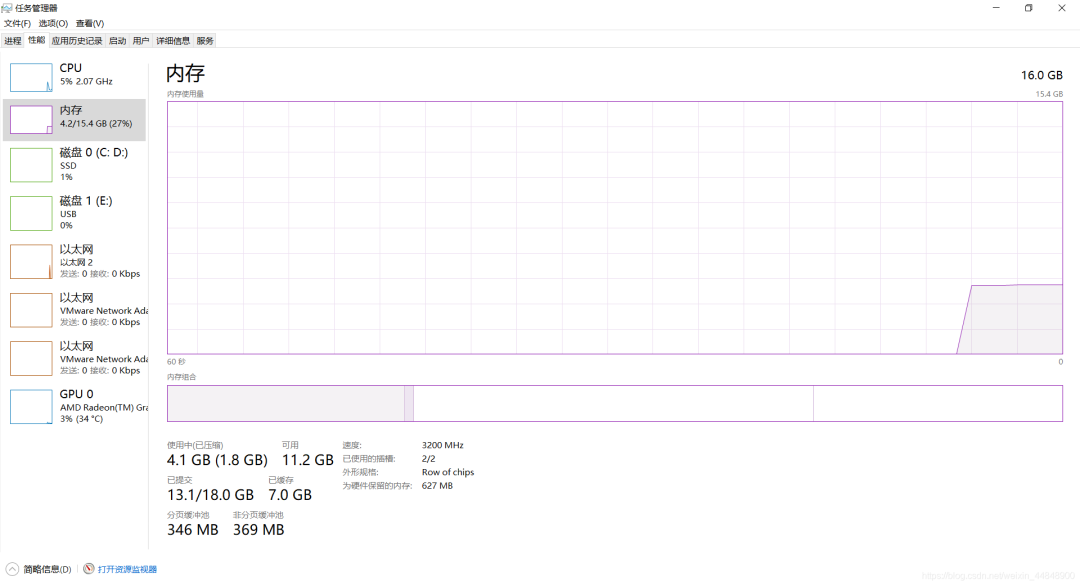 任务管理器
文件(F) 选项(O) 查看(V)
进程 性能 应用历史记录 启动 用户 详细信息 服务
CPU
5% 2.07 GHz
内存
4.2/15.4 GB (27%)
磁盘 0 (C: D:)
SSD
1%
磁盘 1 (E:)
USB
0%
以太网
以太网 2
发送: 0 接收: 0 Kbps
以太网
VMware Network Ada
发送: 0 接收: 0 Kbps
以太网
VMware Network Ada
发送: 0 接收: 0 Kbps
GPU 0
AMD Radeon(TM) Gra
3% (34 °C)
内存 16.0 GB
内存使用量 15.4 GB
60 秒 0
内存组合
使用中(已压缩) 可用
4.1 GB (1.8 GB) 11.2 GB
已提交 已缓存
13.1/18.0 GB 7.0 GB
分页缓冲池 非分页缓冲池
346 MB 369 MB
速度: 3200 MHz
已使用的插槽: 2/2
外形规格: Row of chips
为硬件保留的内存: 627 MB
简略信息(D) 打开资源监视器